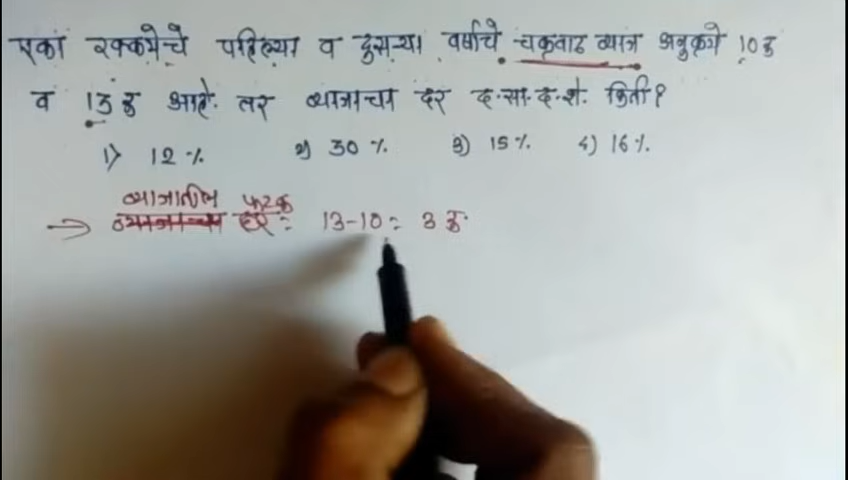 एका रक्कमेचे पहिल्या व दुसऱ्या वर्षाचे चक्रवाढ व्याज अनुक्रमे 10 रु
व 13 रु आहे. तर व्याजाचा दर द.सा.द.शे. किती?
1) 12 % 2) 30 % 3) 15 % 4) 16 %.
व्याजातील फरक
→ व्याजाचा दर = 13-10 = 3 रु.